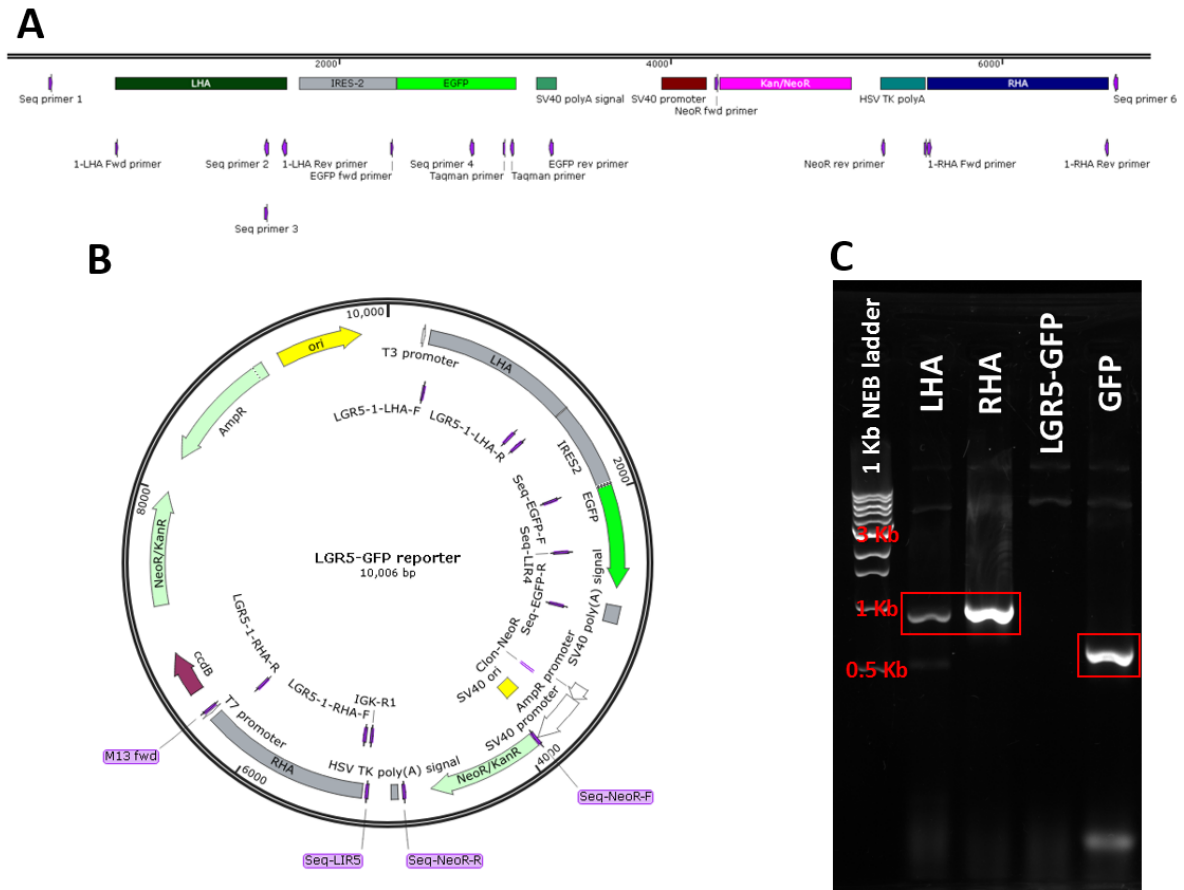 A
2000
4000
6000
LHA
IRES-2
EGFP
Kan/NeoR
RHA
Seq primer 1
SV40 polyA signal
SV40 promoter
HSV TK polyA
Seq primer 6
NeoR fwd primer
1-LHA Fwd primer
Seq primer 2
1-LHA Rev primer
Seq primer 4
EGFP rev primer
NeoR rev primer
1-RHA Fwd primer
1-RHA Rev primer
EGFP fwd primer
Taqman primer
Taqman primer
Seq primer 3
B
10,000
2000
4000
6000
8000
T3 promoter
LHA
IRES2
EGFP
SV40 poly(A) signal
AmpR promoter
SV40 promoter
SV40 ori
Clon-NeoR
NeoR/KanR
Seq-NeoR-F
Seq-NeoR-R
HSV TK poly(A) signal
Seq-LIR5
RHA
T7 promoter
M13 fwd
ccdB
NeoR/KanR
AmpR
ori
LGR5-1-LHA-F
LGR5-1-LHA-R
Seq-EGFP-F
Seq-LIR4
Seq-EGFP-R
IGK-R1
LGR5-1-RHA-F
LGR5-1-RHA-R
LGR5-GFP reporter
10,006 bp
C
1 Kb NEB ladder
LHA
RHA
LGR5-GFP
GFP
3 Kb
1 Kb
0.5 Kb